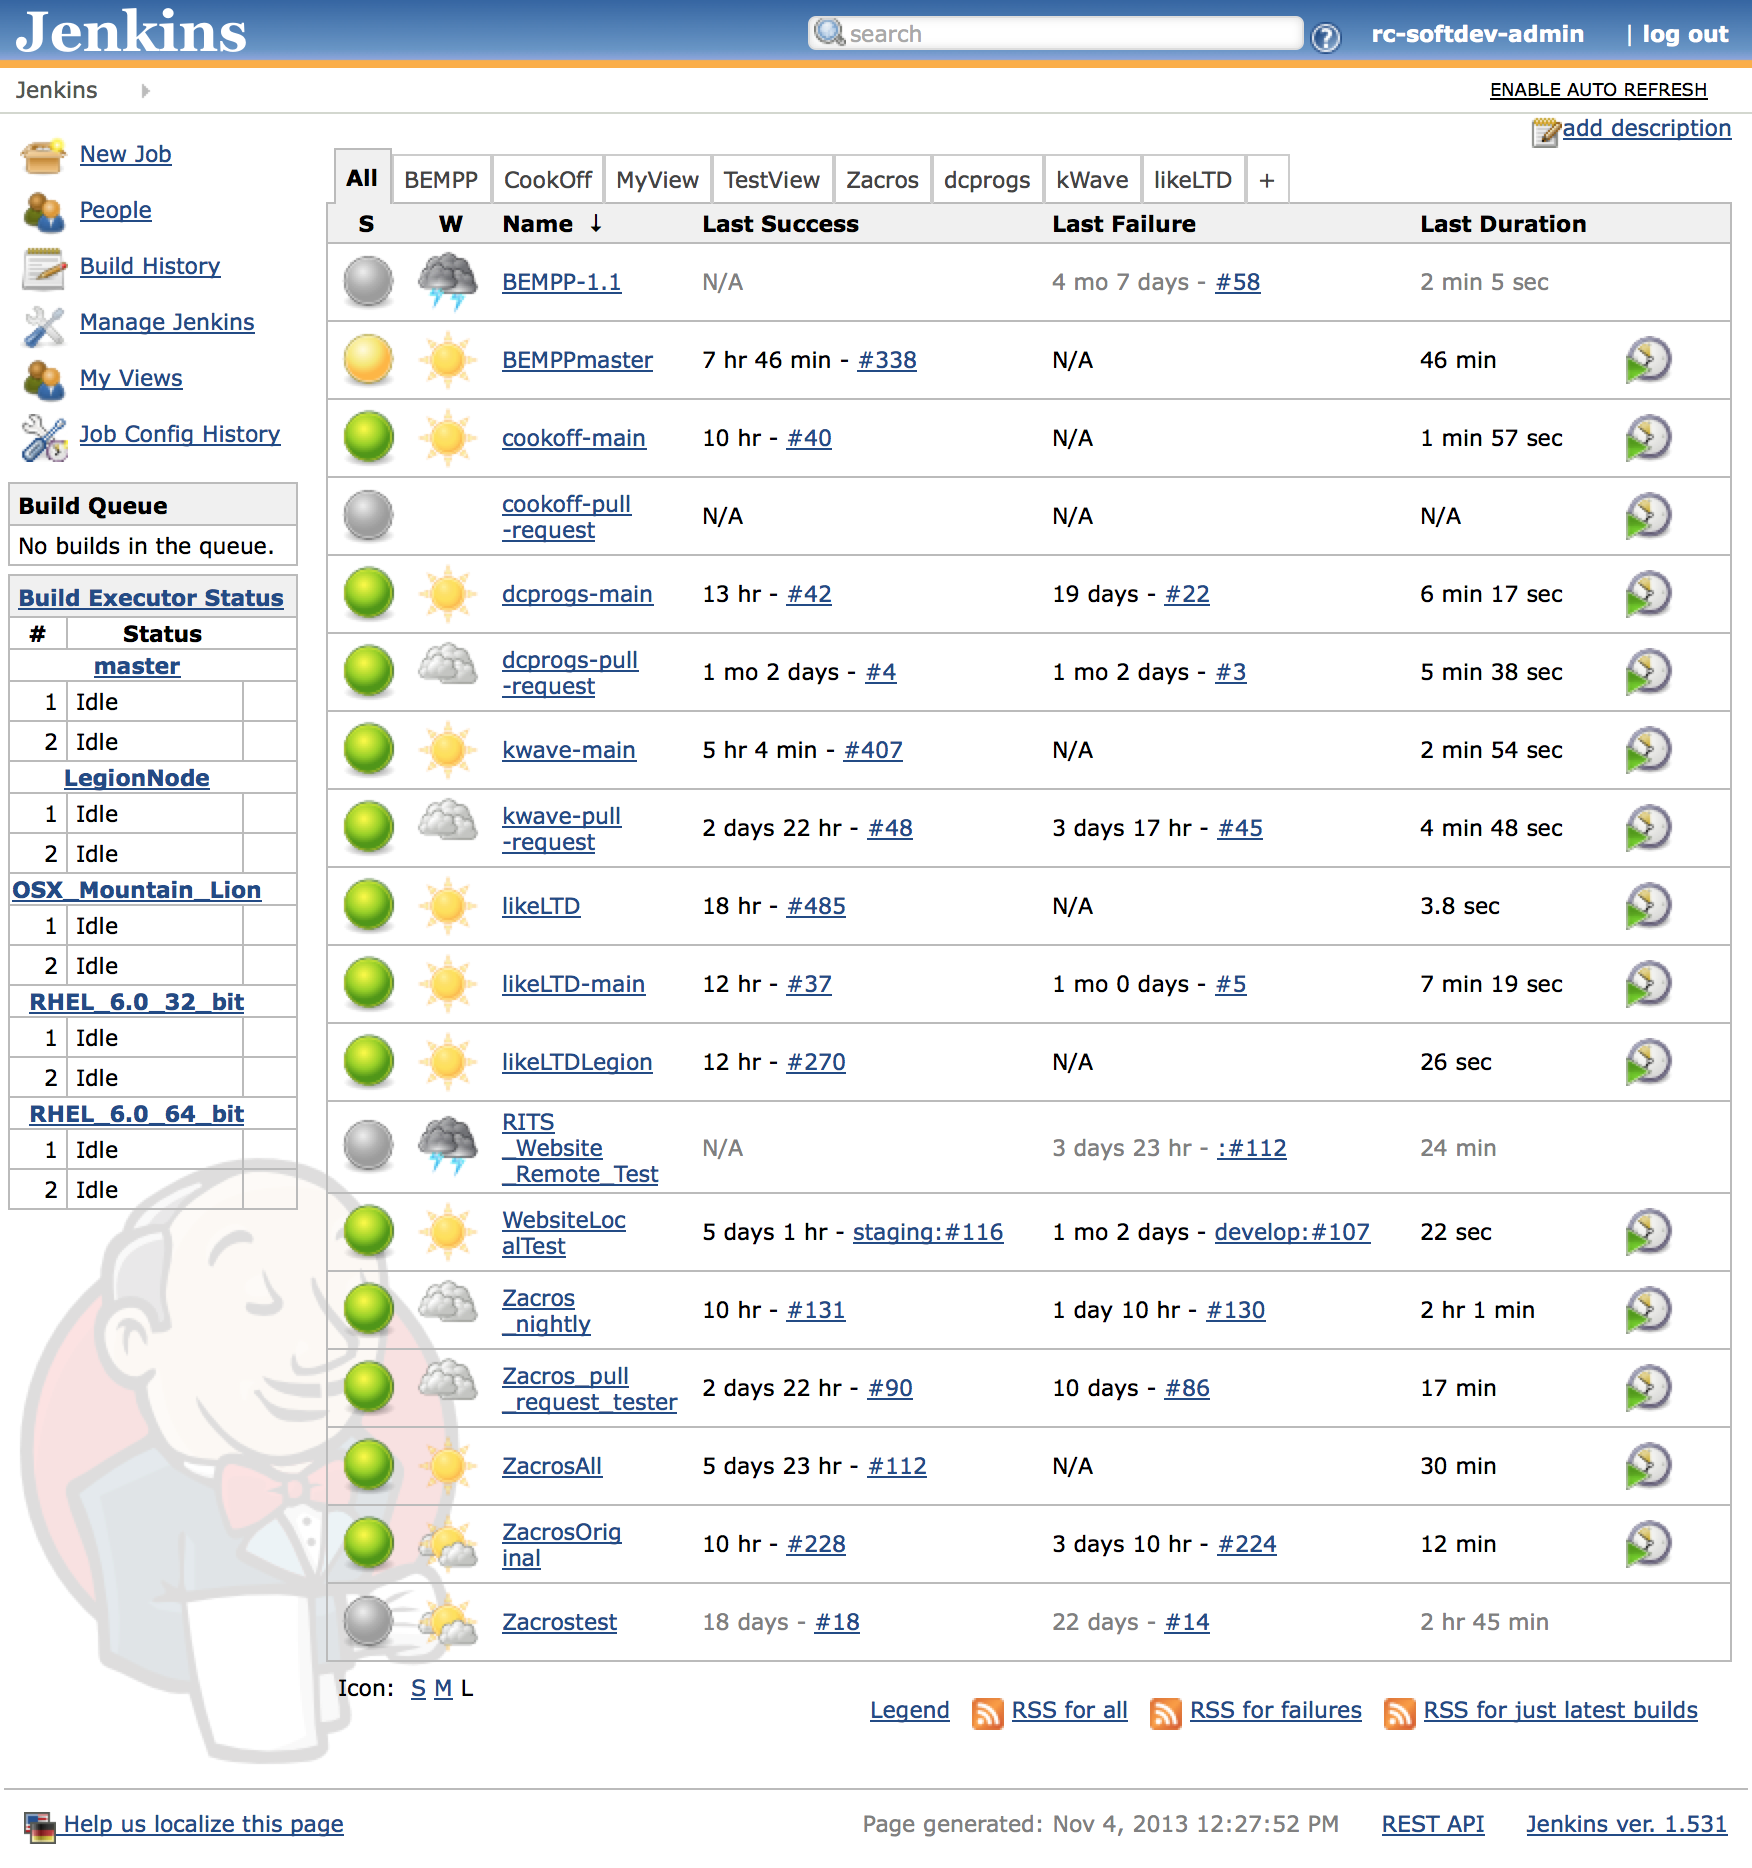 Jenkins
search
?
rc-softdev-admin | log out
Jenkins
ENABLE AUTO REFRESH
add description
New Job
People
Build History
Manage Jenkins
My Views
Job Config History
Build Queue
No builds in the queue.
Build Executor Status
# Status
master
1 Idle
2 Idle
LegionNode
1 Idle
2 Idle
OSX_Mountain_Lion
1 Idle
2 Idle
RHEL_6.0_32_bit
1 Idle
2 Idle
RHEL_6.0_64_bit
1 Idle
2 Idle
All BEMPP CookOff MyView TestView Zacros dcprogs kWave likeLTD +
S W Name ↓ Last Success Last Failure Last Duration
BEMPP-1.1 N/A 4 mo 7 days - #58 2 min 5 sec
BEMPPmaster 7 hr 46 min - #338 N/A 46 min
cookoff-main 10 hr - #40 N/A 1 min 57 sec
cookoff-pull
-request
N/A N/A N/A
dcprogs-main 13 hr - #42 19 days - #22 6 min 17 sec
dcprogs-pull
-request
1 mo 2 days - #4 1 mo 2 days - #3 5 min 38 sec
kwave-main 5 hr 4 min - #407 N/A 2 min 54 sec
kwave-pull
-request
2 days 22 hr - #48 3 days 17 hr - #45 4 min 48 sec
likeLTD 18 hr - #485 N/A 3.8 sec
likeLTD-main 12 hr - #37 1 mo 0 days - #5 7 min 19 sec
likeLTDLegion 12 hr - #270 N/A 26 sec
RITS
_Website
_Remote_Test
N/A 3 days 23 hr - :#112 24 min
WebsiteLoc
alTest
5 days 1 hr - staging:#116 1 mo 2 days - develop:#107 22 sec
Zacros
_nightly
10 hr - #131 1 day 10 hr - #130 2 hr 1 min
Zacros_pull
_request_tester
2 days 22 hr - #90 10 days - #86 17 min
ZacrosAll 5 days 23 hr - #112 N/A 30 min
ZacrosOrig
inal
10 hr - #228 3 days 10 hr - #224 12 min
Zacrostest 18 days - #18 22 days - #14 2 hr 45 min
Icon: S M L
Legend RSS for all RSS for failures RSS for just latest builds
Help us localize this page
Page generated: Nov 4, 2013 12:27:52 PM REST API Jenkins ver. 1.531